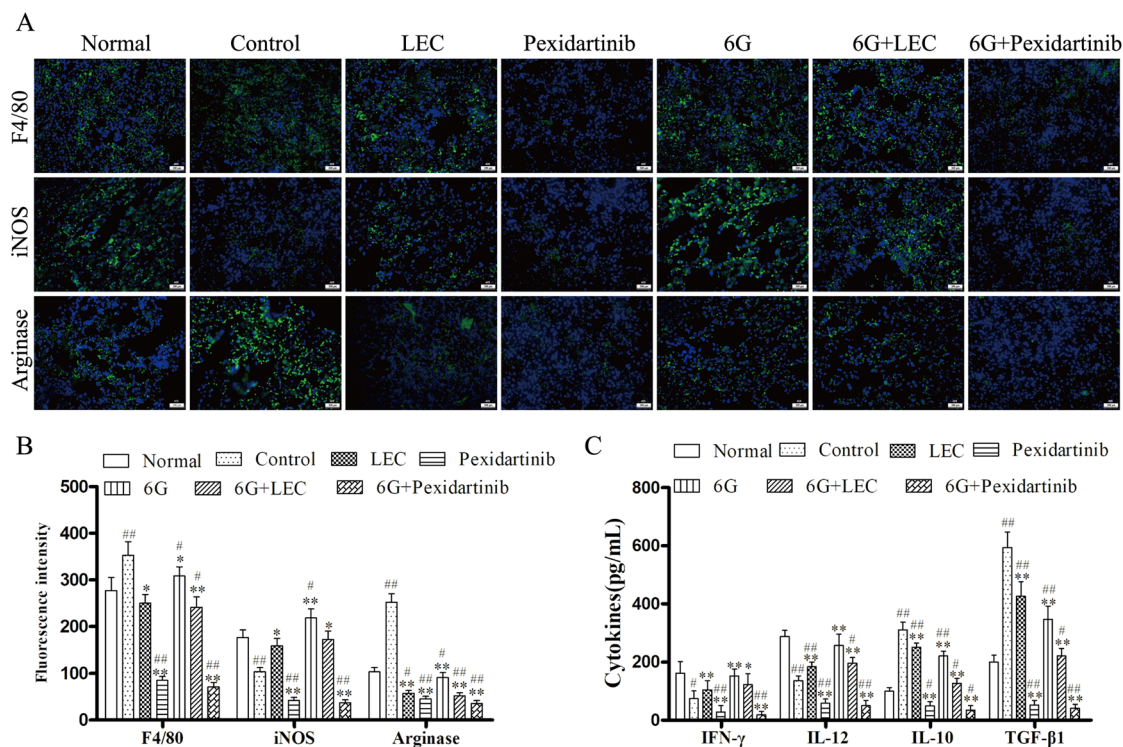 A
Normal Control LEC Pexidartinib 6G 6G+LEC 6G+Pexidartinib
F4/80
iNOS
Arginase
B
Normal Control LEC Pexidartinib
6G 6G+LEC 6G+Pexidartinib
Fluorescence intensity
500
400
300
200
100
0
## * ## ** # * # ** ## **
## * ## ** # ** * ## **
## # ** ## ** # ** ## ** ## **
F4/80 iNOS Arginase
C
Normal Control LEC Pexidartinib
6G 6G+LEC 6G+Pexidartinib
Cytokines(pg/mL)
800
600
400
200
0
# ** ## ** ** * ## **
## ** ## ** ## ** ** # ** ## **
## ## ** # ** ## ** # ** # **
## ## ** ## ** ## ** # ** ## **
IFN-γ IL-12 IL-10 TGF-β1